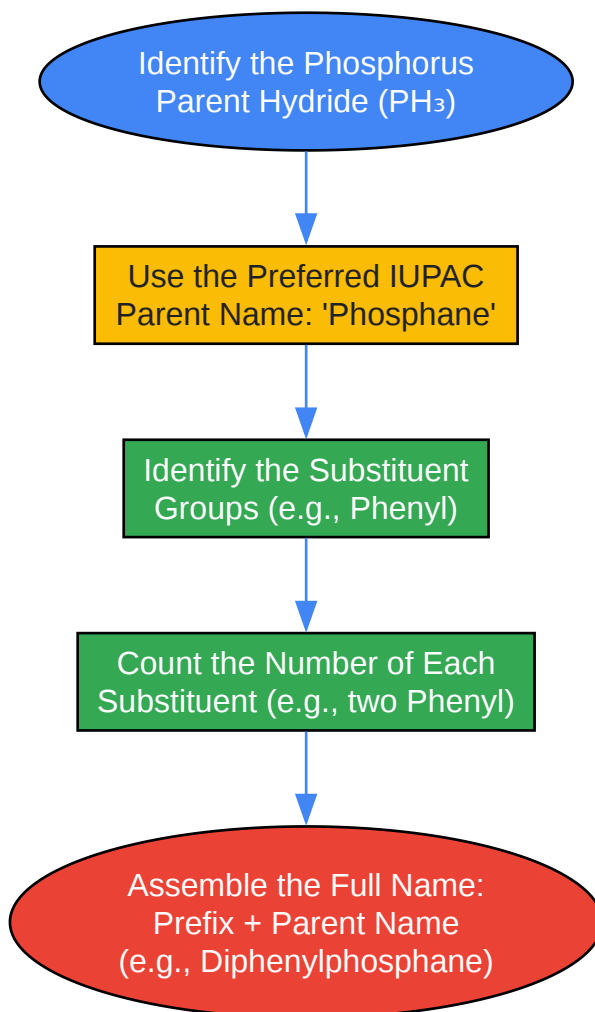 Identify the Phosphorus
Parent Hydride (PH₃)
Use the Preferred IUPAC
Parent Name: 'Phosphane'
Identify the Substituent
Groups (e.g., Phenyl)
Count the Number of Each
Substituent (e.g., two Phenyl)
Assemble the Full Name:
Prefix + Parent Name
(e.g., Diphenylphosphane)